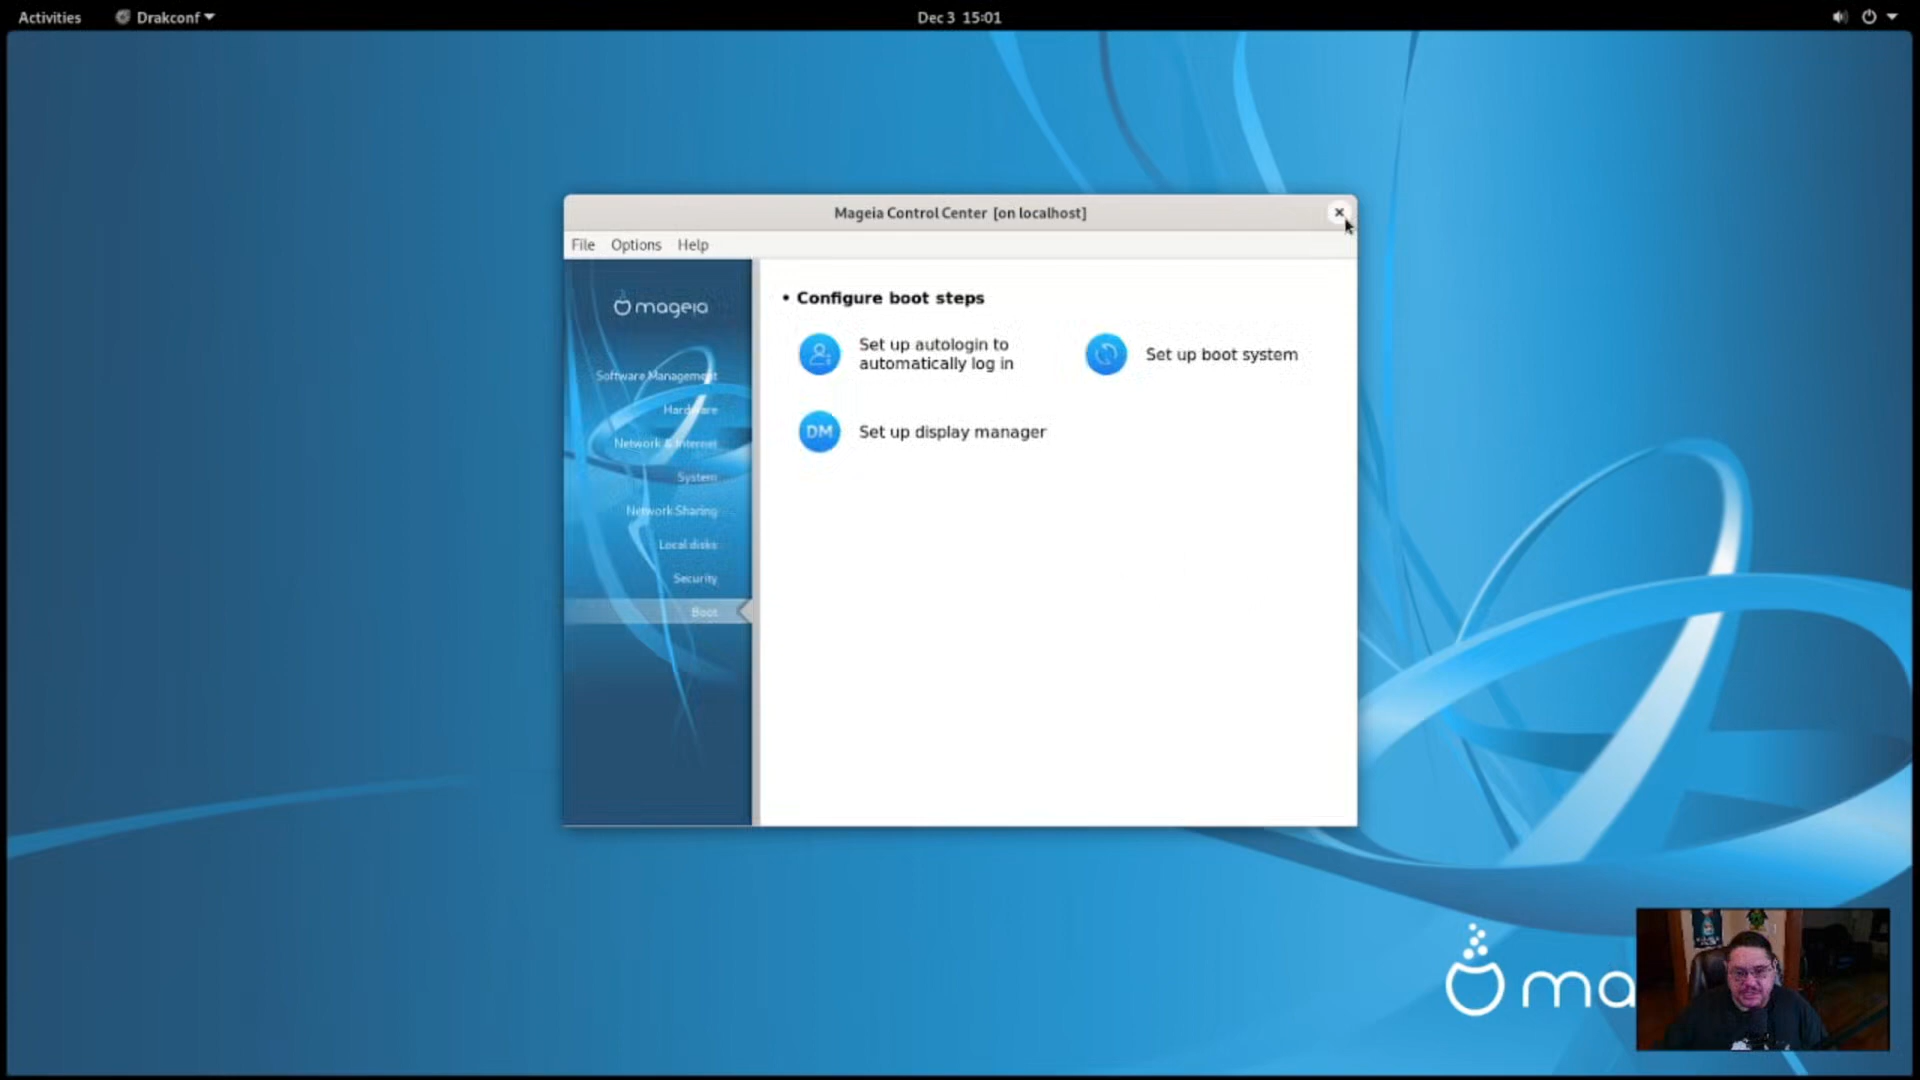 Activities
Drakconf
Dec 3 15:01
Mageia Control Center [on localhost]
File Options Help
mageia
Software Management
Hardware
Network & Internet
System
Network Sharing
Local disks
Security
Boot
• Configure boot steps
Set up autologin to
automatically log in
Set up boot system
DM
Set up display manager
ma